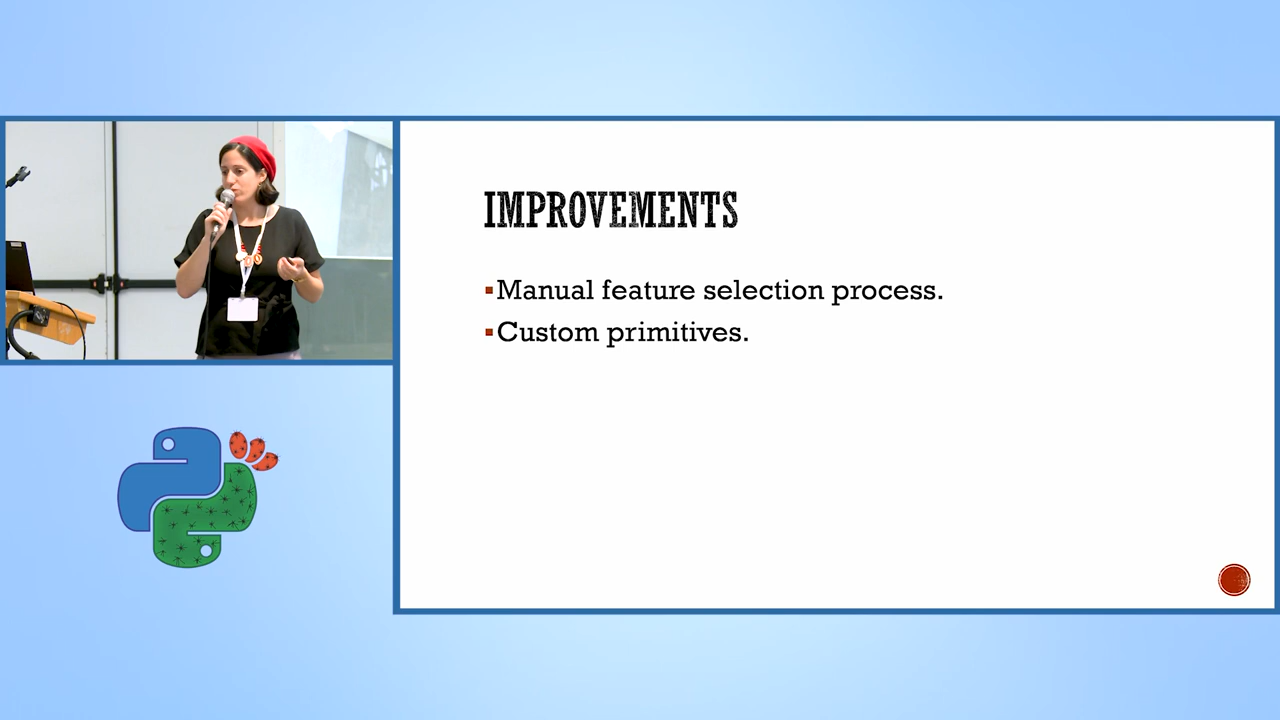 IMPROVEMENTS
▪Manual feature selection process.
▪Custom primitives.